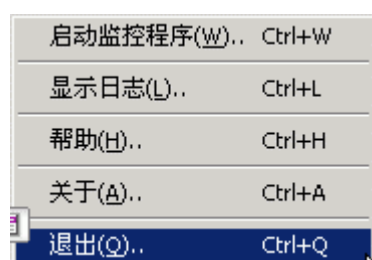 启动监控程序(W).. Ctrl+W
显示日志(L).. Ctrl+L
帮助(H).. Ctrl+H
关于(A).. Ctrl+A
退出(Q).. Ctrl+Q